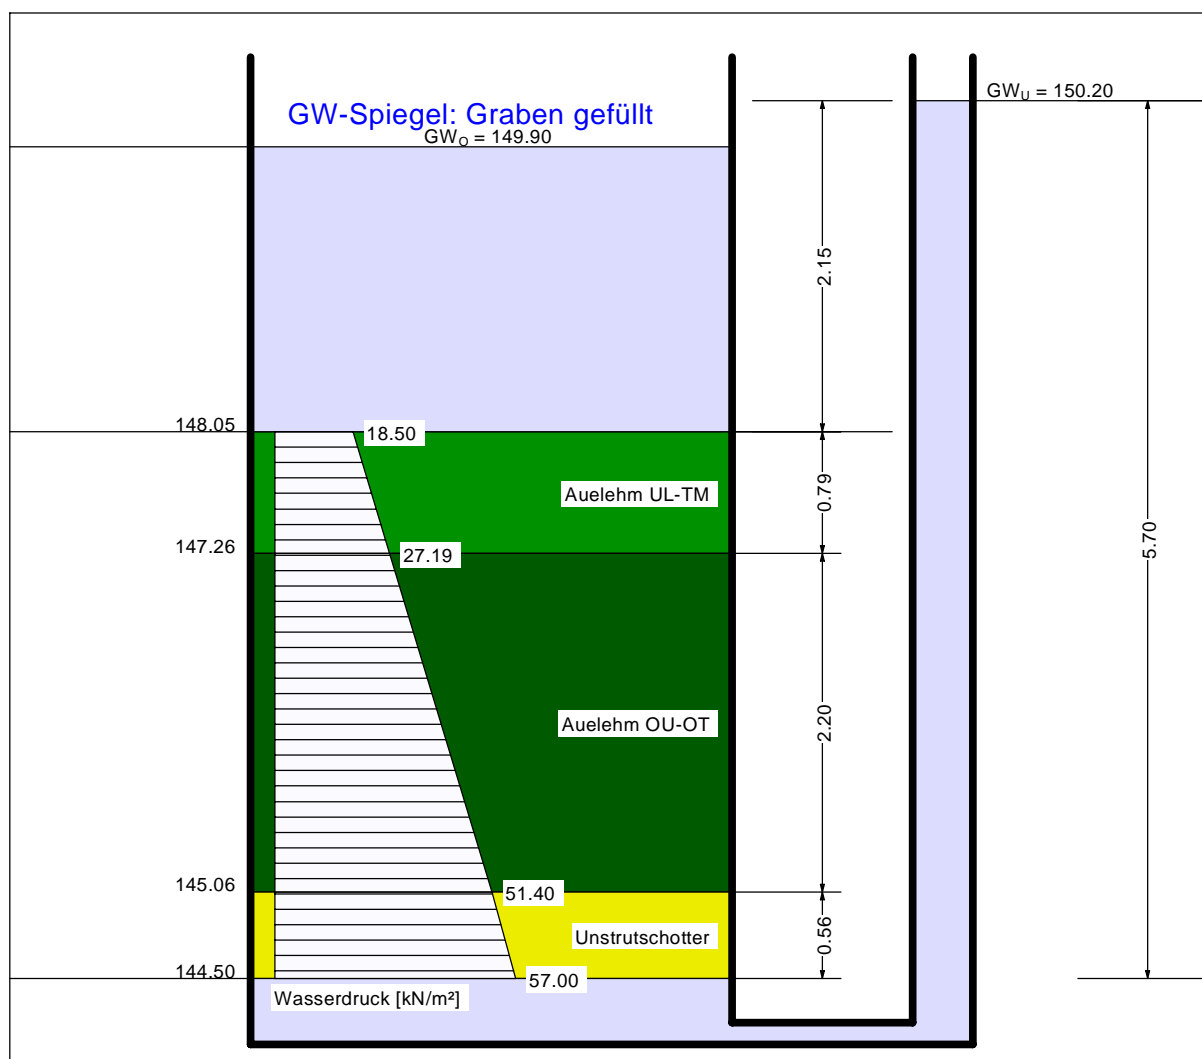 GW_U = 150.20
GW-Spiegel: Graben gefüllt
GW_O = 149.90
2.15
148.05
18.50
Auelehm UL-TM
0.79
147.26
27.19
5.70
Auelehm OU-OT
2.20
145.06
51.40
Unstrutschotter
0.56
144.50
57.00
Wasserdruck [kN/m²]